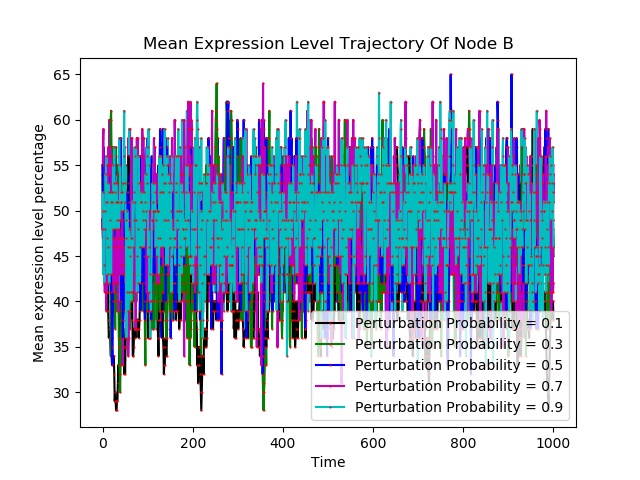 Mean Expression Level Trajectory Of Node B
Mean expression level percentage
65
60
55
50
45
40
35
30
0
200
400
600
800
1000
Time
Perturbation Probability = 0.1
Perturbation Probability = 0.3
Perturbation Probability = 0.5
Perturbation Probability = 0.7
Perturbation Probability = 0.9